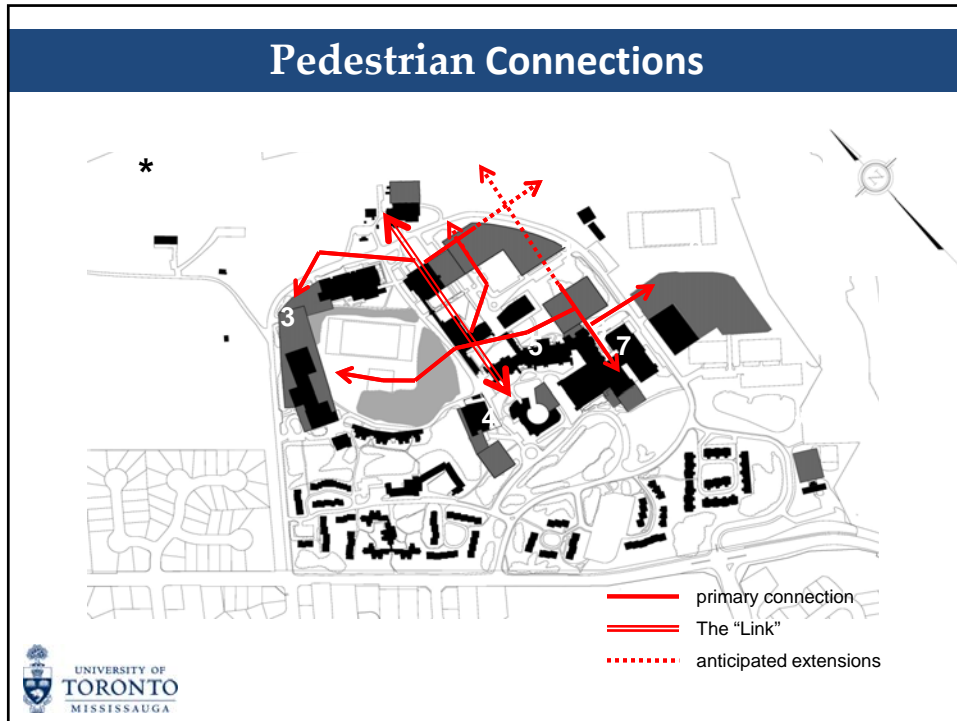 Pedestrian Connections
*
N
3
5
7
4
primary connection
The “Link”
anticipated extensions
UNIVERSITY OF
TORONTO
MISSISSAUGA